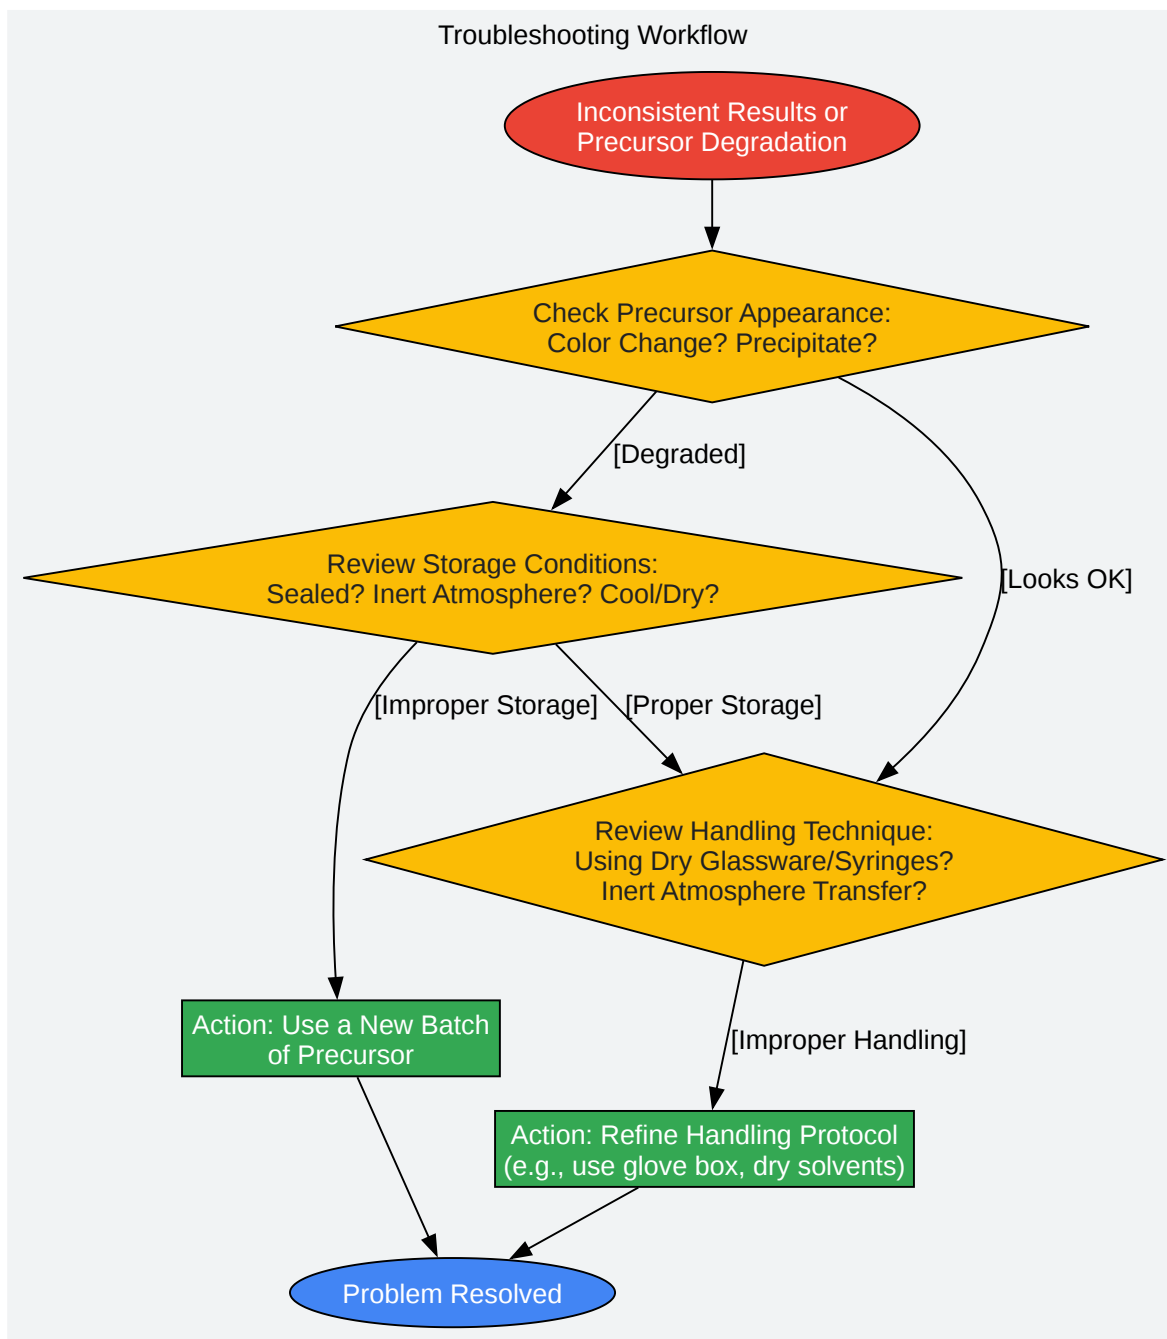 Troubleshooting Workflow
Inconsistent Results or
Precursor Degradation
Check Precursor Appearance:
Color Change? Precipitate?
[Degraded]
Review Storage Conditions:
Sealed? Inert Atmosphere? Cool/Dry?
[Looks OK]
[Improper Storage]
[Proper Storage]
Review Handling Technique:
Using Dry Glassware/Syringes?
Inert Atmosphere Transfer?
Action: Use a New Batch
of Precursor
[Improper Handling]
Action: Refine Handling Protocol
(e.g., use glove box, dry solvents)
Problem Resolved